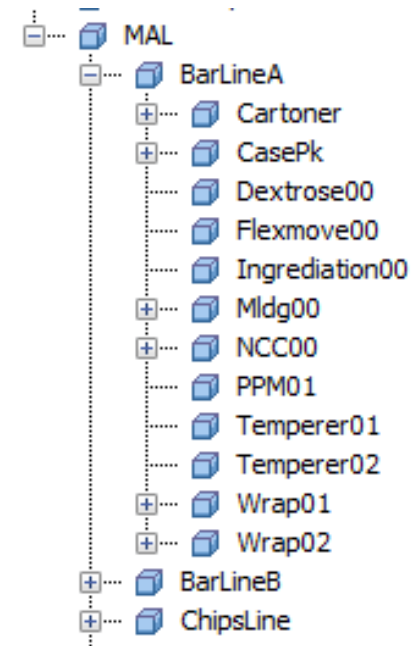 MAL
BarLineA
Cartoner
CasePk
Dextrose00
Flexmove00
Ingrediation00
Mldg00
NCC00
PPM01
Temperer01
Temperer02
Wrap01
Wrap02
BarLineB
ChipsLine